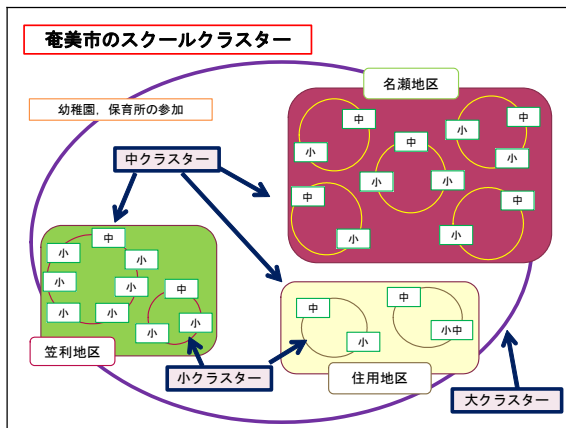 奄美市のスクールクラスター
名瀬地区
幼稚園，保育所の参加
中
中
小
小
中
小
中クラスター
小
小
中
中
小
小
中
小
小
中
小
小
小
小
小
小
中
小
中
小中
小
笠利地区
小クラスター
住用地区
大クラスター